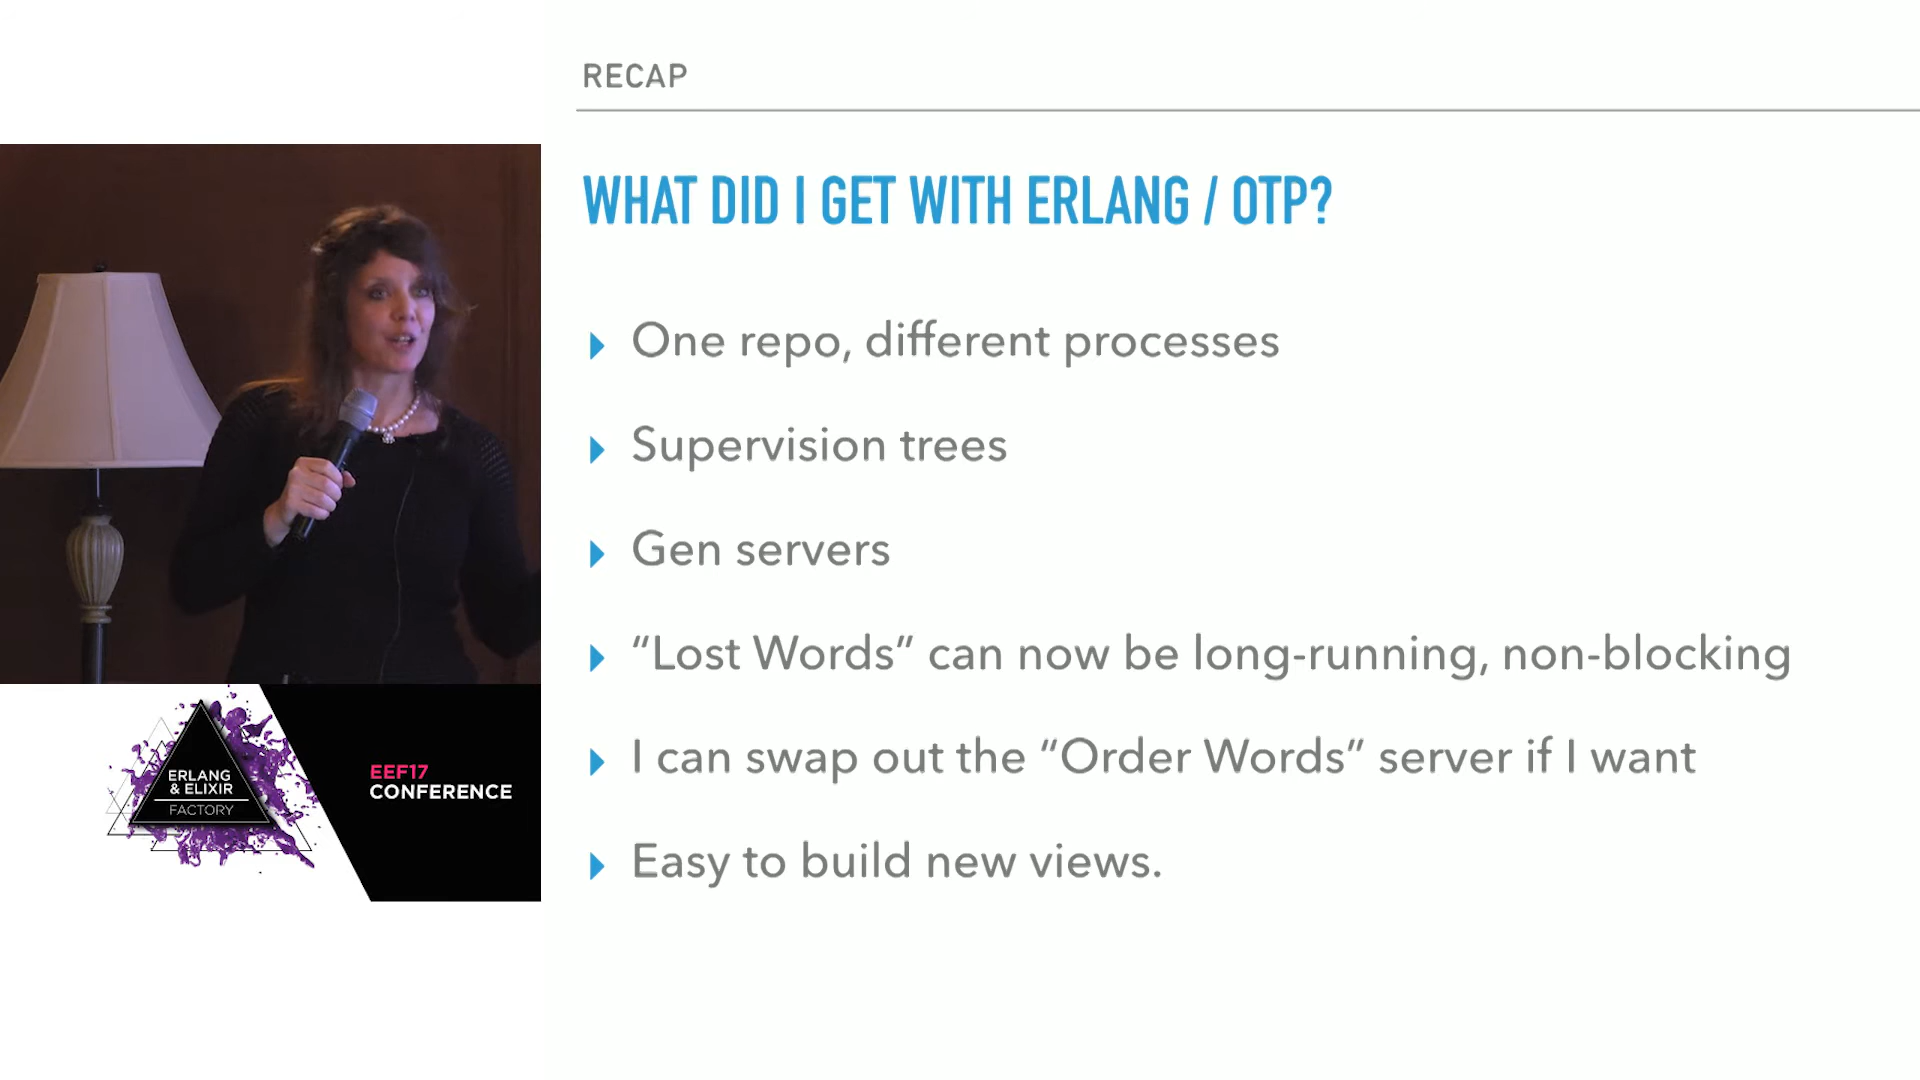 RECAP
WHAT DID I GET WITH ERLANG / OTP?
One repo, different processes
Supervision trees
Gen servers
“Lost Words” can now be long-running, non-blocking
I can swap out the “Order Words” server if I want
Easy to build new views.
ERLANG
& ELIXIR
FACTORY
EEF17
CONFERENCE